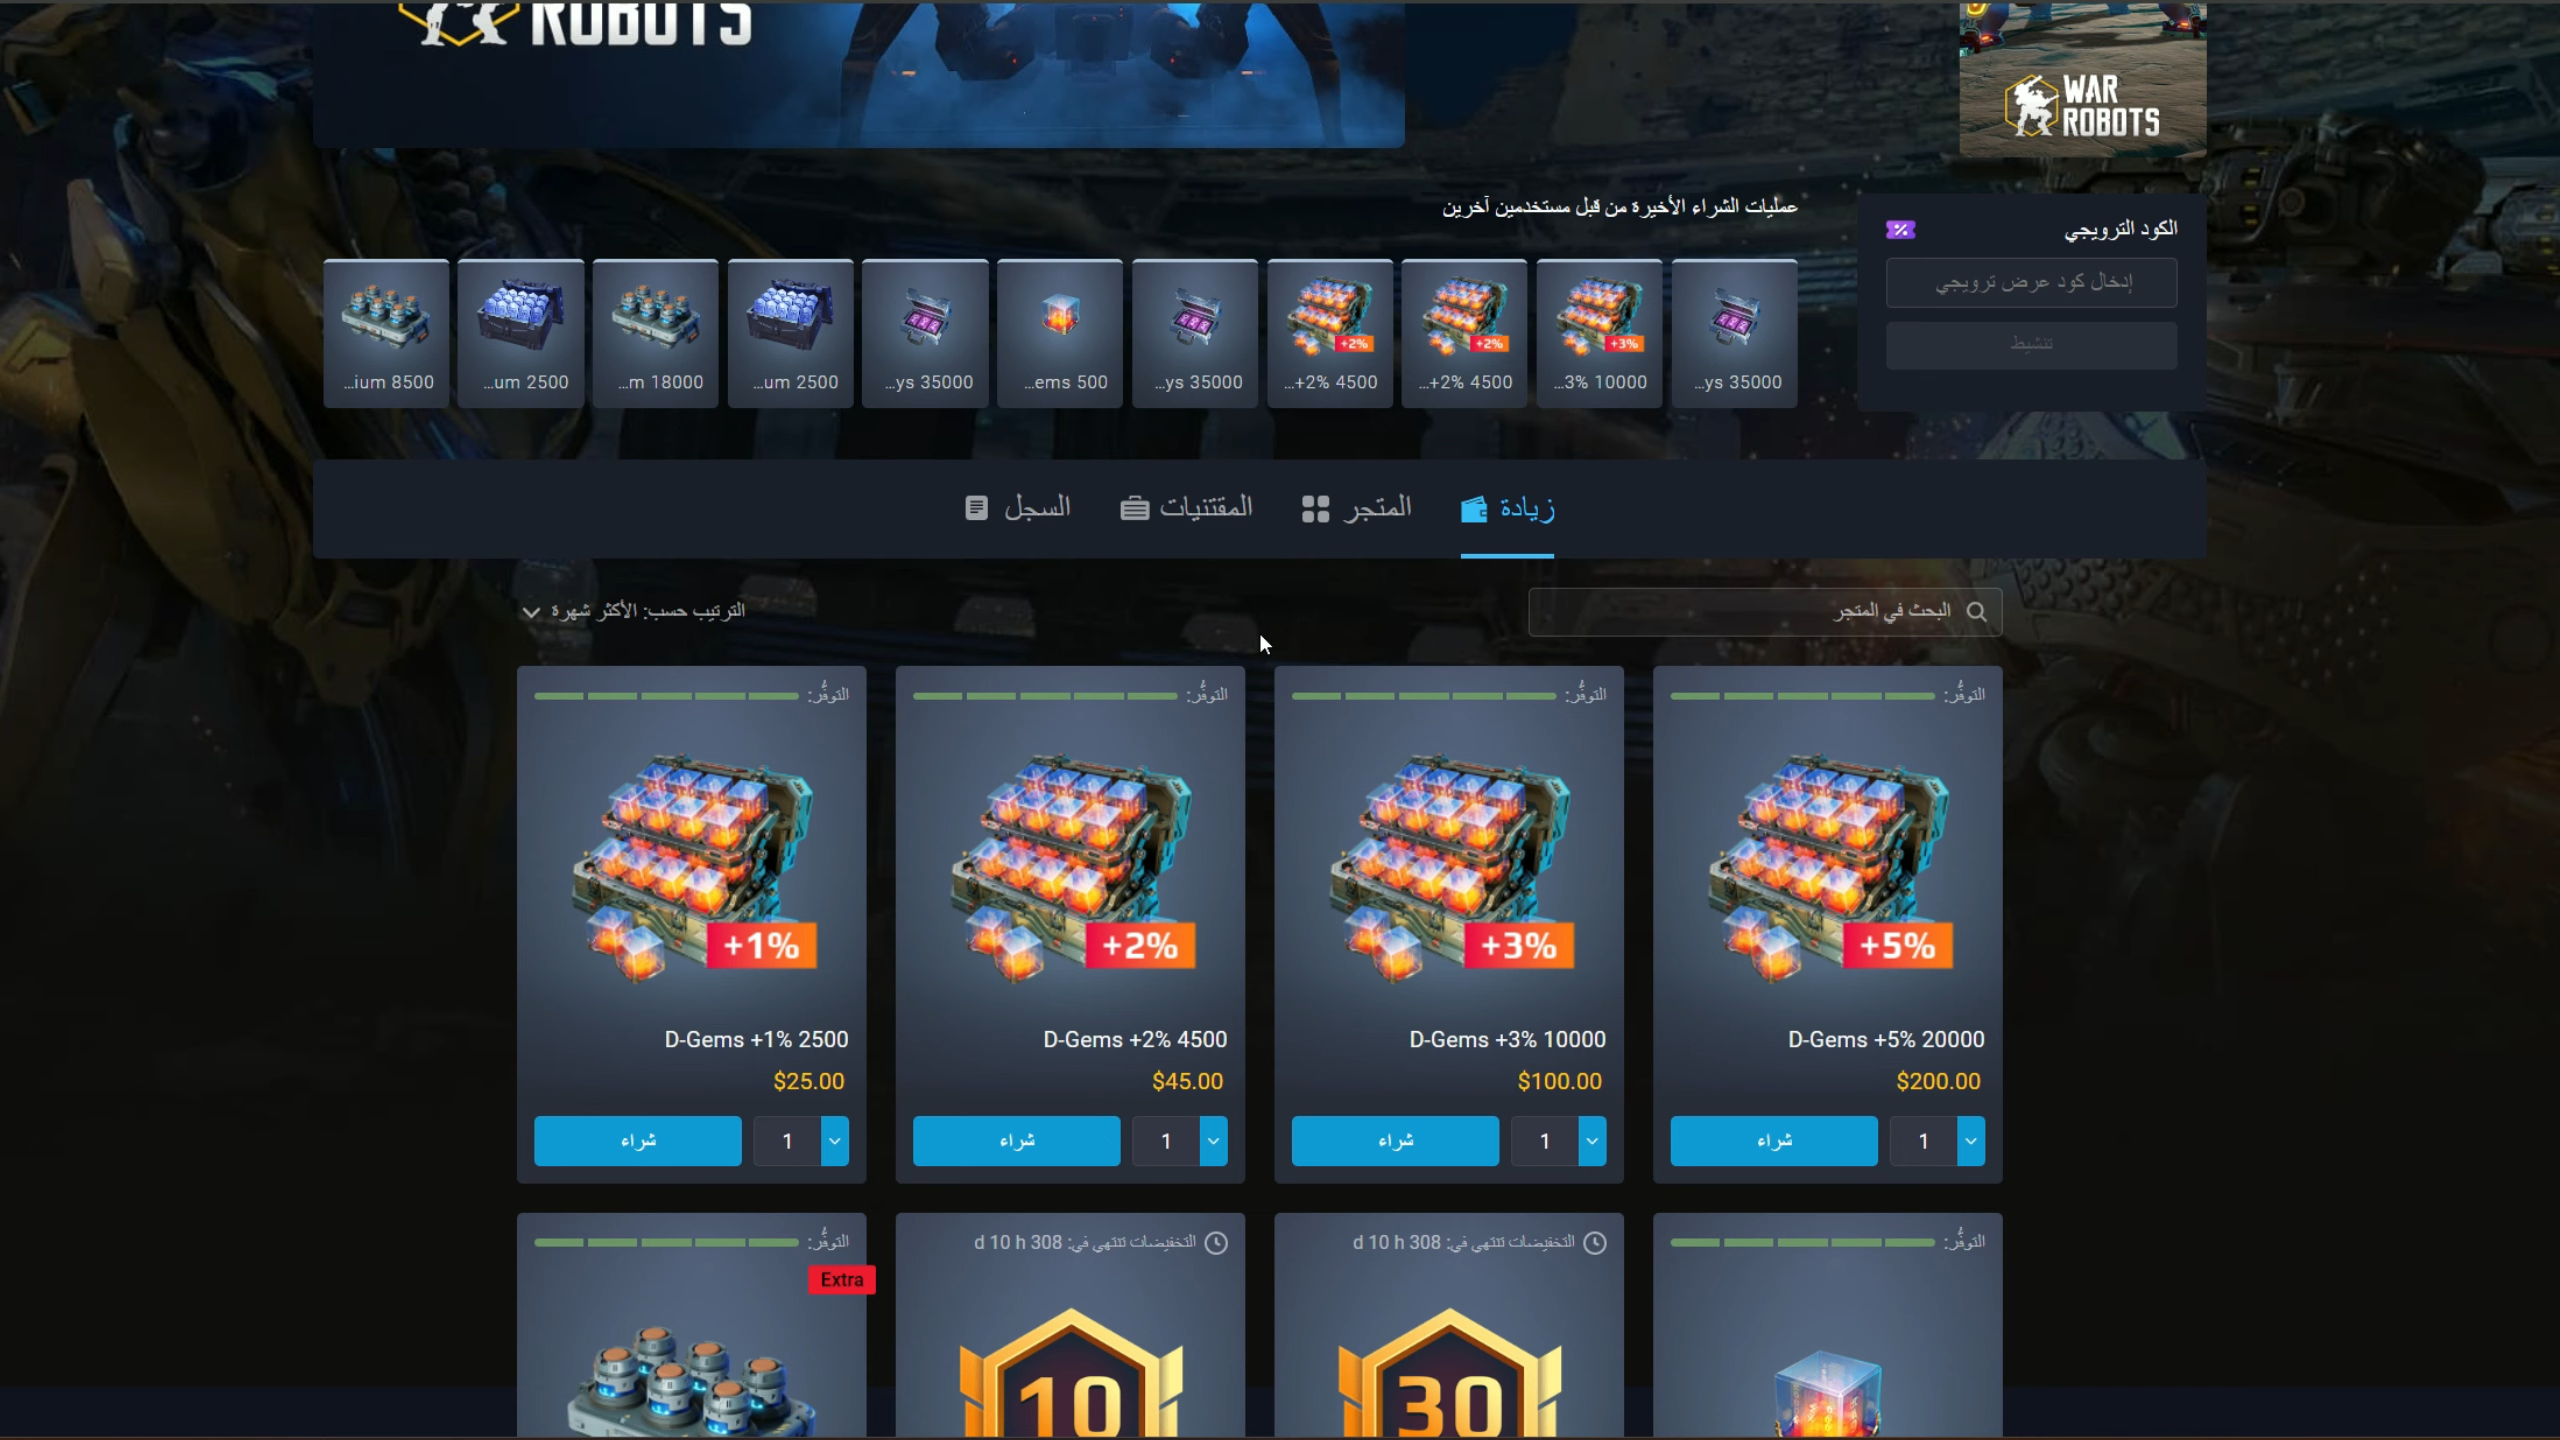 ROBOTS
WAR
ROBOTS
عمليات الشراء الأخيرة من قبل مستخدمين آخرين
الكود الترويجي
إدخال كود عرض ترويجي
تنشيط
+3%
+2%
+2%
...ys 35000
...3% 10000
...+2% 4500
...+2% 4500
...ys 35000
...ems 500
...ys 35000
...um 2500
...m 18000
...um 2500
...ium 8500
زيادة
المتجر
المقتنيات
السجل
البحث في المتجر
الترتيب حسب: الأكثر شهرة
التوفُّر:
+5%
D-Gems +5% 20000
$200.00
شراء
1
التوفُّر:
+3%
D-Gems +3% 10000
$100.00
شراء
1
التوفُّر:
+2%
D-Gems +2% 4500
$45.00
شراء
1
التوفُّر:
+1%
D-Gems +1% 2500
$25.00
شراء
1
التوفُّر:
التخفيضات تنتهي في: d 10 h 308
30
التخفيضات تنتهي في: d 10 h 308
10
التوفُّر:
Extra